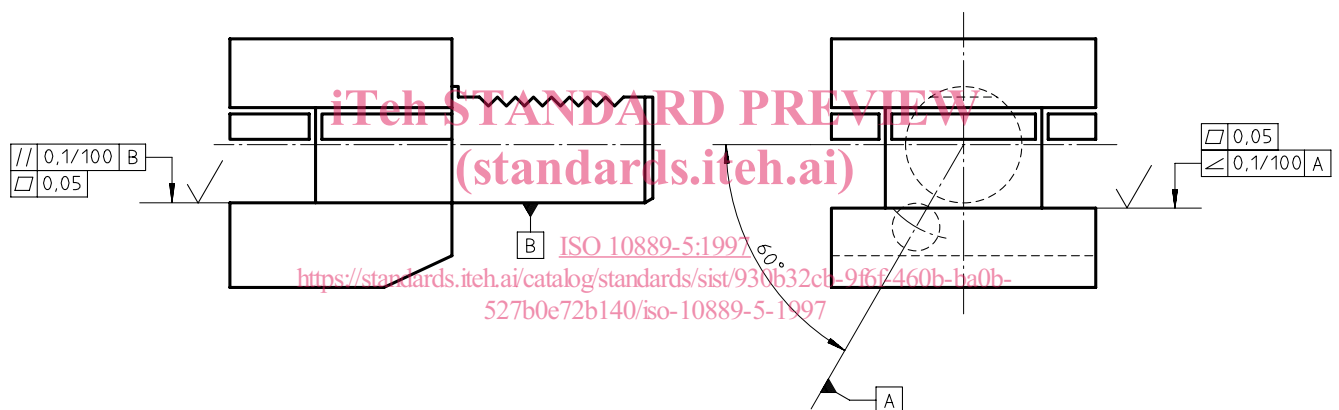 iTeh STANDARD PREVIEW
(standards.iteh.ai)
// 0,1/100 B
⏥ 0,05
⏥ 0,05
∠ 0,1/100 A
B
ISO 10889-5:1997
60°
https://standards.iteh.ai/catalog/standards/sist/930b32cb-9f6f-460b-ba0b-
527b0e72b140/iso-10889-5-1997
A